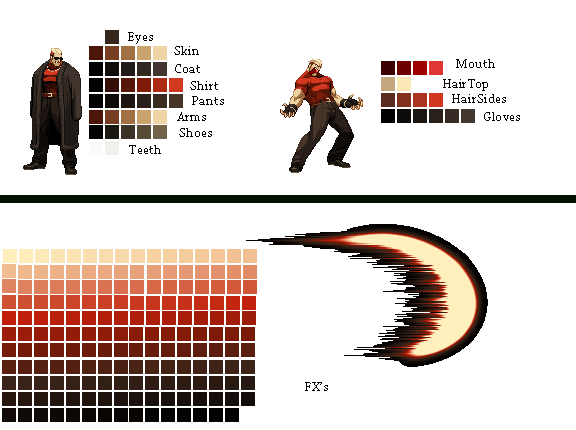 Eyes
Skin
Coat
Shirt
Pants
Arms
Shoes
Teeth
Mouth
HairTop
HairSides
Gloves
FX's